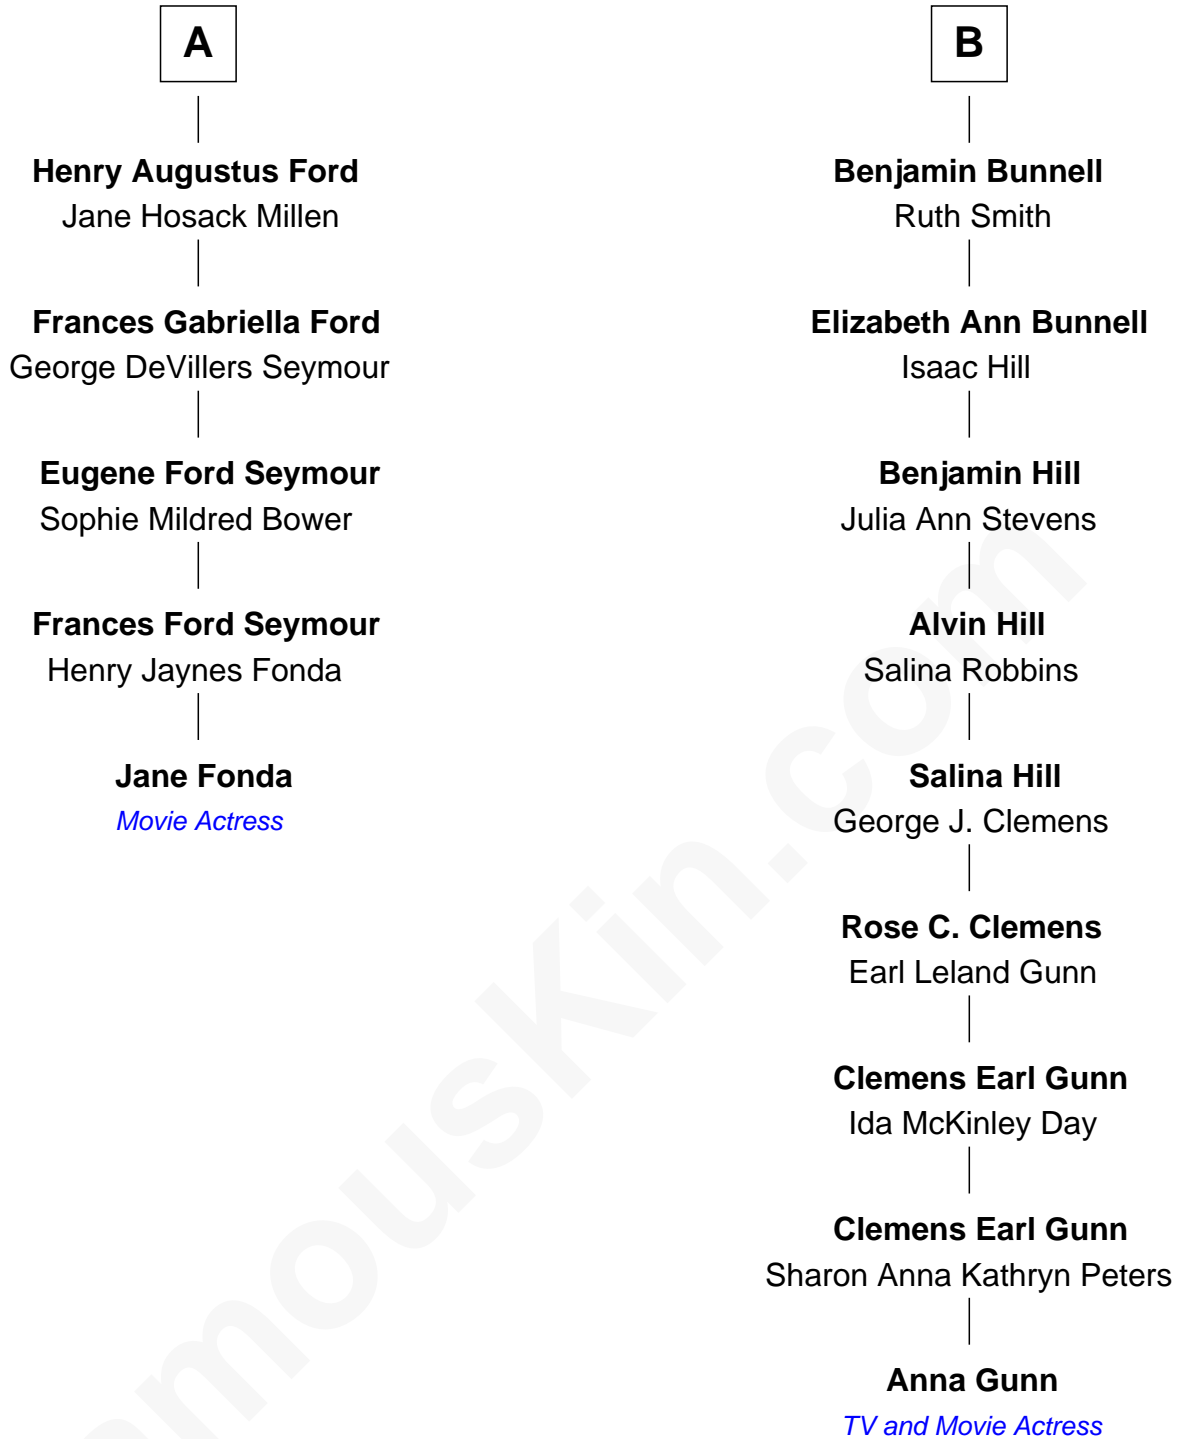 A
Henry Augustus Ford
Jane Hosack Millen
Frances Gabriella Ford
George DeVillers Seymour
Eugene Ford Seymour
Sophie Mildred Bower
Frances Ford Seymour
Henry Jaynes Fonda
Jane Fonda
Movie Actress
B
Benjamin Bunnell
Ruth Smith
Elizabeth Ann Bunnell
Isaac Hill
Benjamin Hill
Julia Ann Stevens
Alvin Hill
Salina Robbins
Salina Hill
George J. Clemens
Rose C. Clemens
Earl Leland Gunn
Clemens Earl Gunn
Ida McKinley Day
Clemens Earl Gunn
Sharon Anna Kathryn Peters
Anna Gunn
TV and Movie Actress
amousKin.com